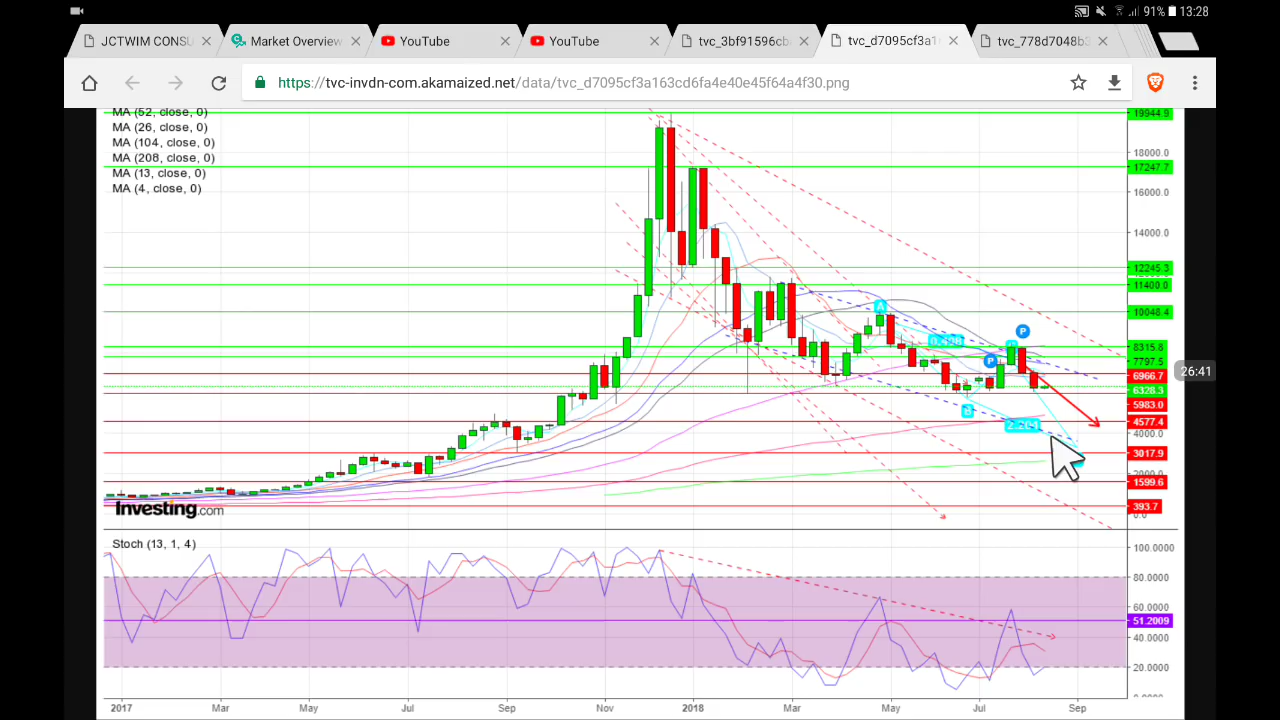 91% 13:28
JCTWIM CONSU
Market Overview
YouTube
YouTube
tvc_3bf91596cb
tvc_d7095cf3a1
tvc_778d7048b3
https://tvc-invdn-com.akamaized.net/data/tvc_d7095cf3a163cd6fa4e40e45f64a4f30.png
MA (52, close, 0)
MA (26, close, 0)
MA (104, close, 0)
MA (208, close, 0)
MA (13, close, 0)
MA (4, close, 0)
19944.9
18000.0
17247.7
16000.0
14000.0
12245.3
11400.0
10048.4
8315.8
7797.5
6966.7
6328.3
5983.0
4577.4
4000.0
3017.9
1599.6
393.7
26:41
A
P
P
B
Investing.com
Stoch (13, 1, 4)
100.0000
80.0000
60.0000
51.2009
40.0000
20.0000
2017 Mar May Jul Sep Nov 2018 Mar May Jul Sep